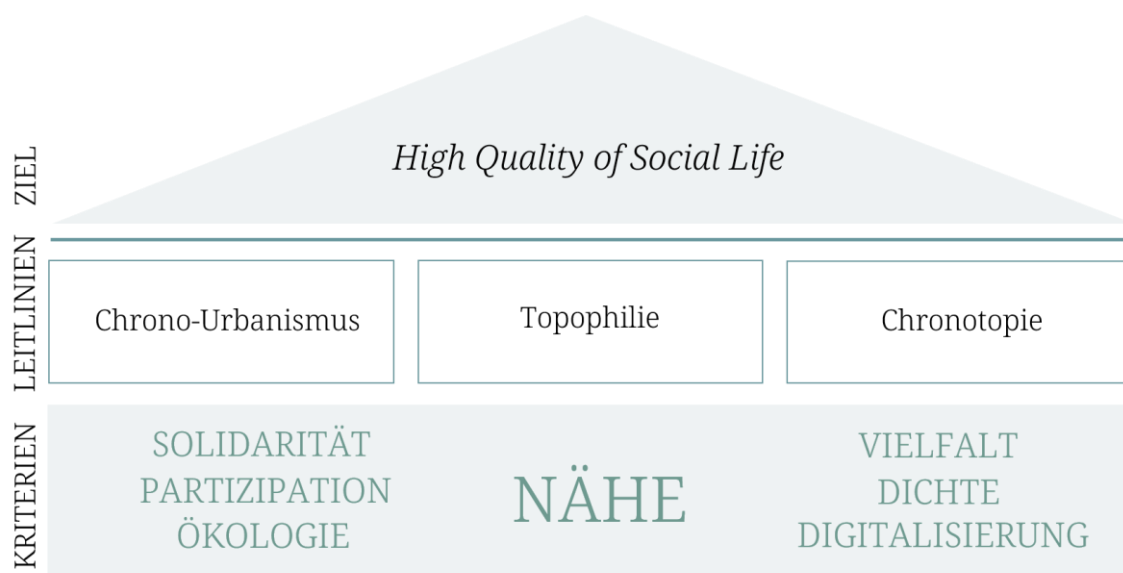 ZIEL
High Quality of Social Life
LEITLINIEN
Chrono-Urbanismus
Topophilie
Chronotopie
KRITERIEN
SOLIDARITÄT
PARTIZIPATION
ÖKOLOGIE
NÄHE
VIELFALT
DICHTE
DIGITALISIERUNG